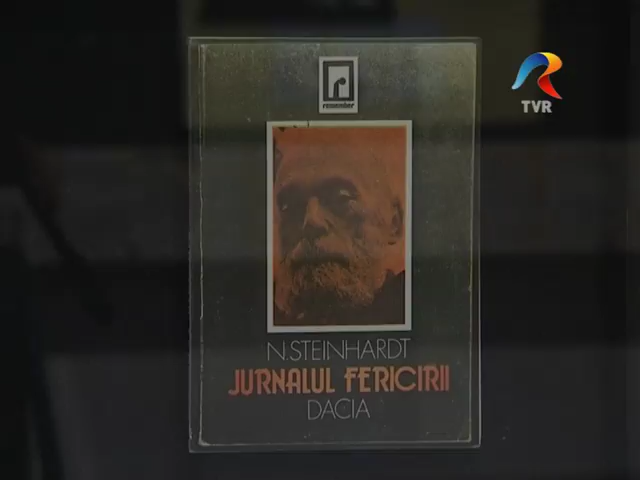 remember
TVR
N.STEINHARDT
JURNALUL FERICIRII
DACIA